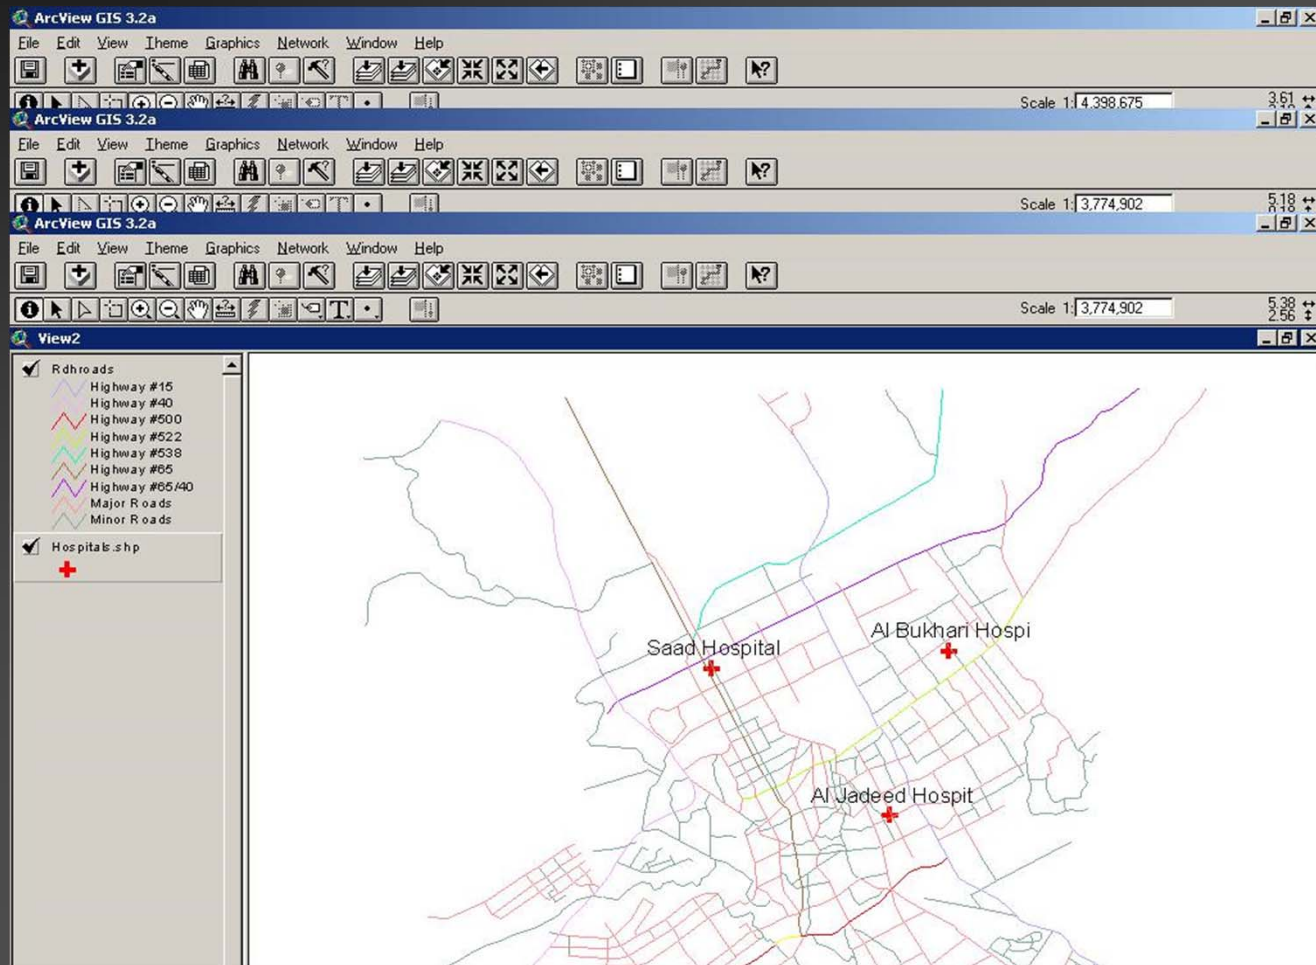 ArcView GIS 3.2a
File Edit View Theme Graphics Network Window Help
Scale 1: 4,398,675 3.61
ArcView GIS 3.2a
File Edit View Theme Graphics Network Window Help
Scale 1: 3,774,902 5.18
ArcView GIS 3.2a
File Edit View Theme Graphics Network Window Help
Scale 1: 3,774,902 5.38
2.56
View2
Rdhroads
Highway #15
Highway #40
Highway #500
Highway #522
Highway #538
Highway #65
Highway #65/40
Major Roads
Minor Roads
Hospitals.shp
Saad Hospital
Al Bukhari Hospi
Al Jadeed Hospit